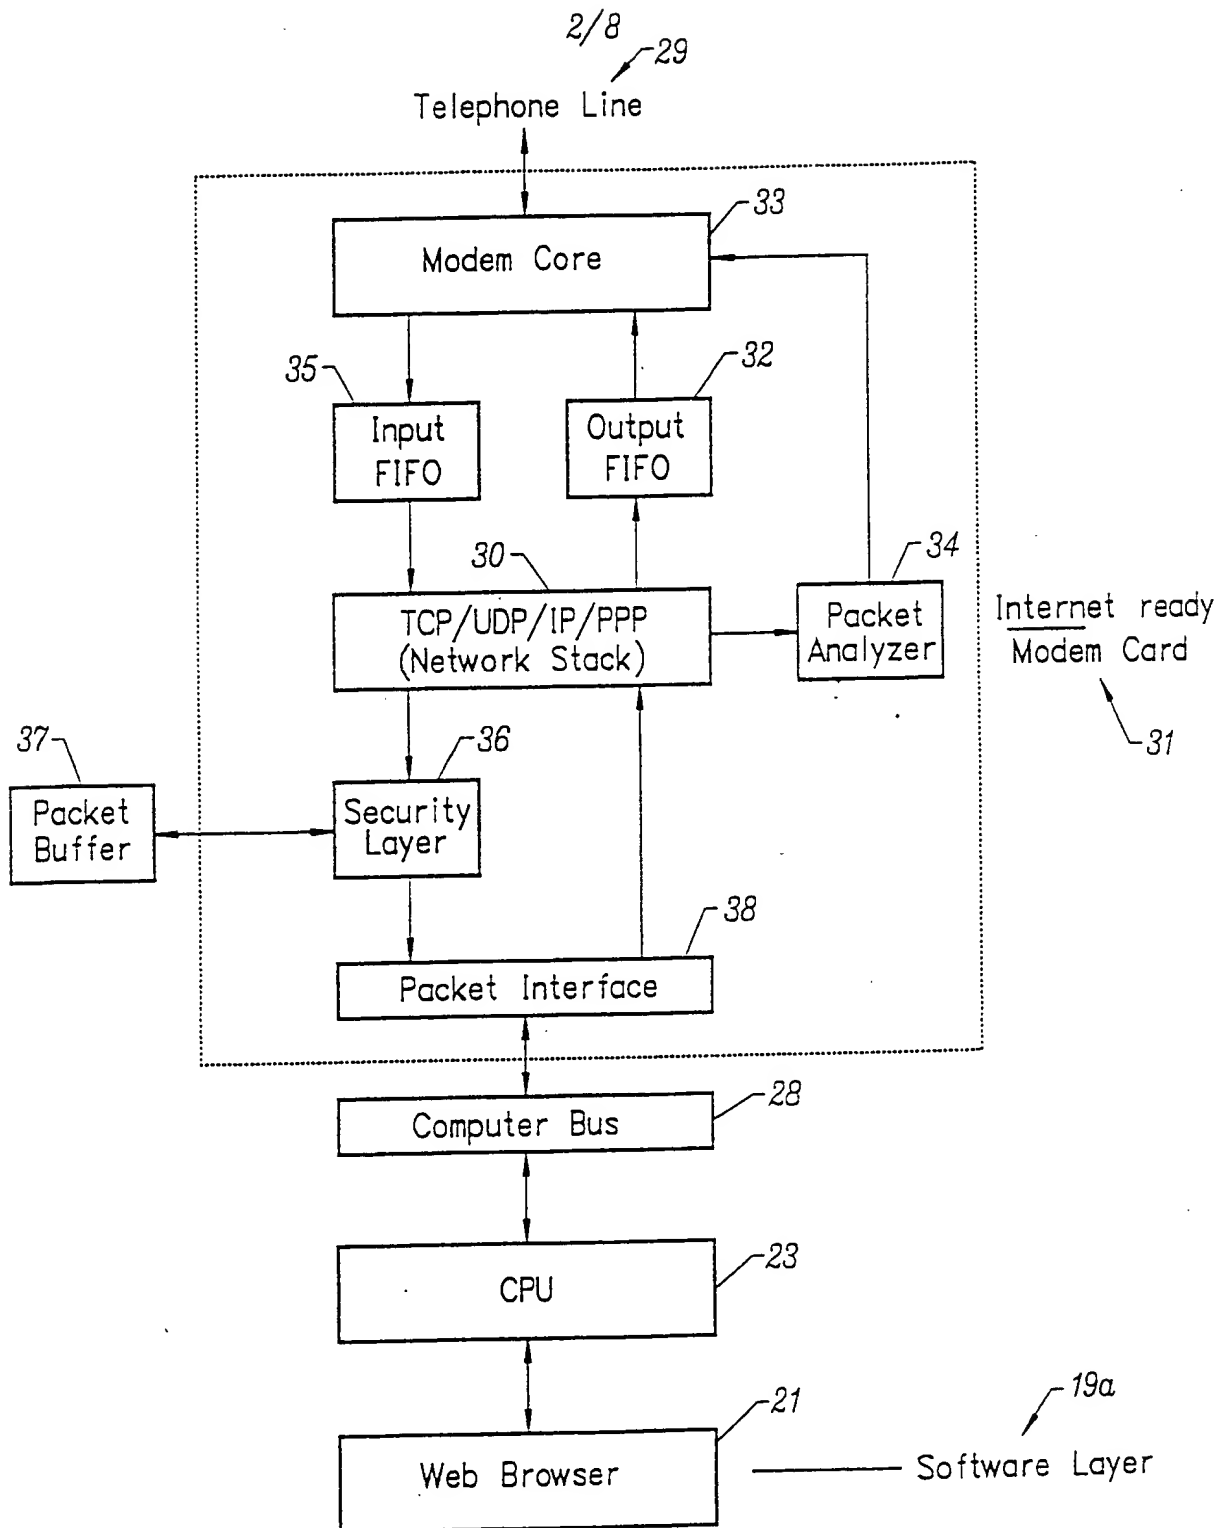 2/8
29
Telephone Line
33
Modem Core
35
32
Input
FIFO
Output
FIFO
30
34
TCP/UDP/IP/PPP
(Network Stack)
Packet
Analyzer
Internet ready
Modem Card
31
37
36
Packet
Buffer
Security
Layer
38
Packet Interface
28
Computer Bus
23
CPU
19a
21
Web Browser
Software Layer